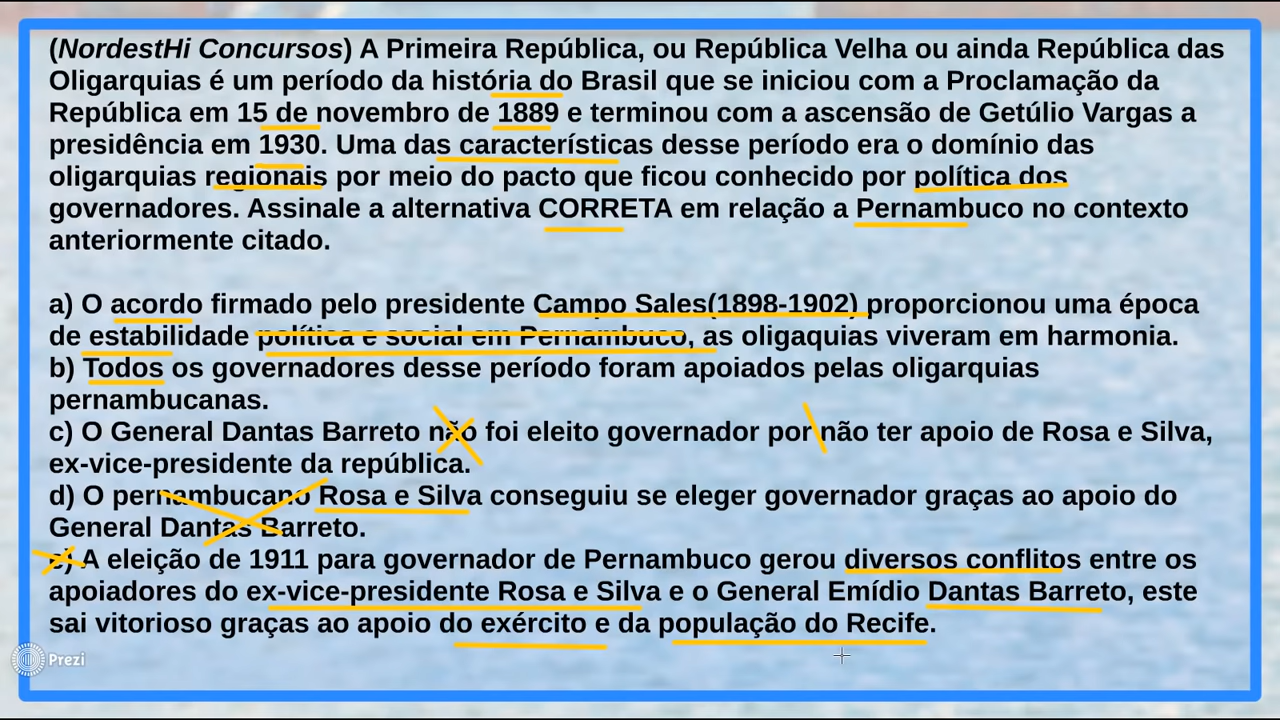 (NordestHi Concursos) A Primeira República, ou República Velha ou ainda República das
Oligarquias é um período da história do Brasil que se iniciou com a Proclamação da
República em 15 de novembro de 1889 e terminou com a ascensão de Getúlio Vargas a
presidência em 1930. Uma das características desse período era o domínio das
oligarquias regionais por meio do pacto que ficou conhecido por política dos
governadores. Assinale a alternativa CORRETA em relação a Pernambuco no contexto
anteriormente citado.
a) O acordo firmado pelo presidente Campo Sales(1898-1902) proporcionou uma época
de estabilidade política e social em Pernambuco, as oligaquias viveram em harmonia.
b) Todos os governadores desse período foram apoiados pelas oligarquias
pernambucanas.
c) O General Dantas Barreto não foi eleito governador por não ter apoio de Rosa e Silva,
ex-vice-presidente da república.
d) O pernambucano Rosa e Silva conseguiu se eleger governador graças ao apoio do
General Dantas Barreto.
e) A eleição de 1911 para governador de Pernambuco gerou diversos conflitos entre os
apoiadores do ex-vice-presidente Rosa e Silva e o General Emídio Dantas Barreto, este
sai vitorioso graças ao apoio do exército e da população do Recife.
Prezi